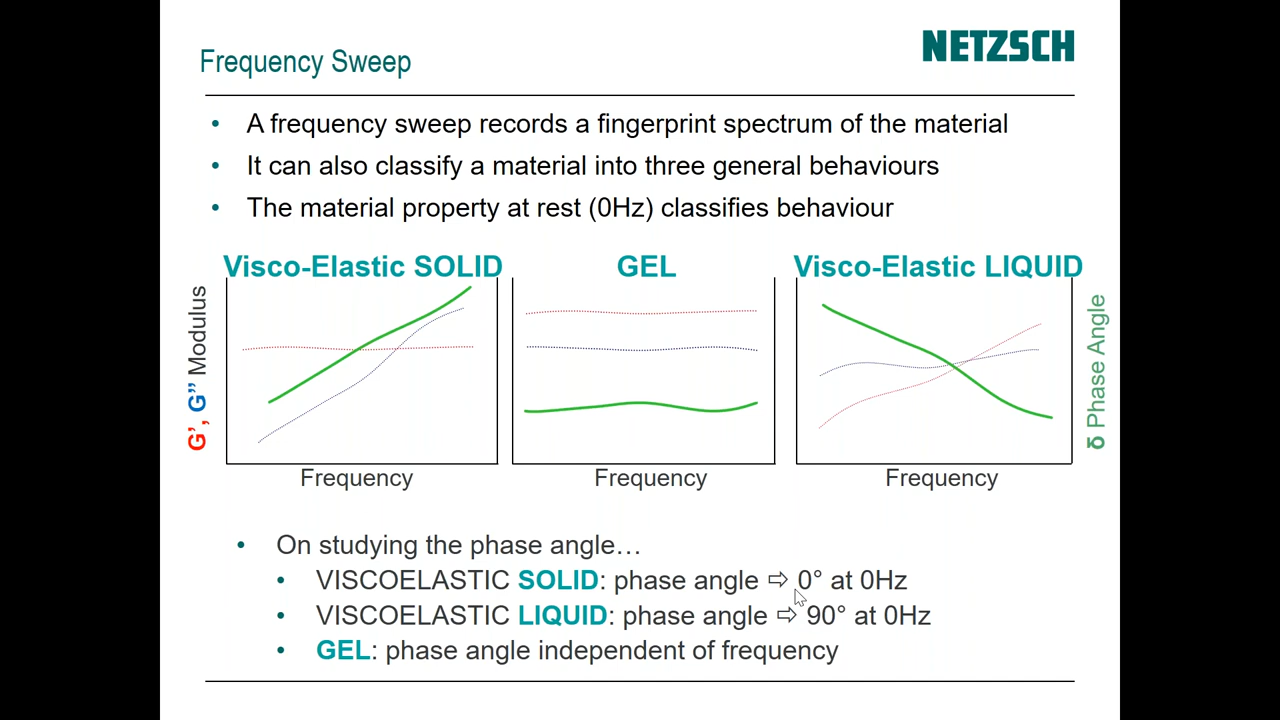 Frequency Sweep
NETZSCH
• A frequency sweep records a fingerprint spectrum of the material
• It can also classify a material into three general behaviours
• The material property at rest (0Hz) classifies behaviour
Visco-Elastic SOLID
GEL
Visco-Elastic LIQUID
G', G" Modulus
δ Phase Angle
Frequency
Frequency
Frequency
• On studying the phase angle…
• VISCOELASTIC SOLID: phase angle ⇨ 0° at 0Hz
• VISCOELASTIC LIQUID: phase angle ⇨ 90° at 0Hz
• GEL: phase angle independent of frequency